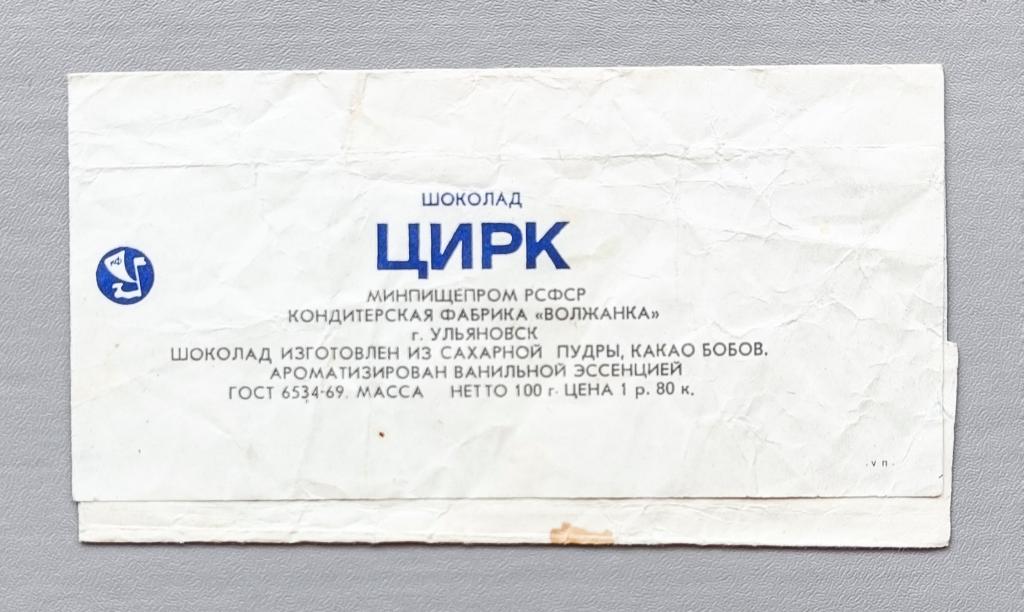 ШОКОЛАД
ЦИРК
МИНПИЩЕПРОМ РСФСР
КОНДИТЕРСКАЯ ФАБРИКА «ВОЛЖАНКА»
г. УЛЬЯНОВСК
ШОКОЛАД ИЗГОТОВЛЕН ИЗ САХАРНОЙ ПУДРЫ, КАКАО БОБОВ.
АРОМАТИЗИРОВАН ВАНИЛЬНОЙ ЭССЕНЦИЕЙ
ГОСТ 6534-69. МАССА НЕТТО 100 г. ЦЕНА 1 р. 80 к.